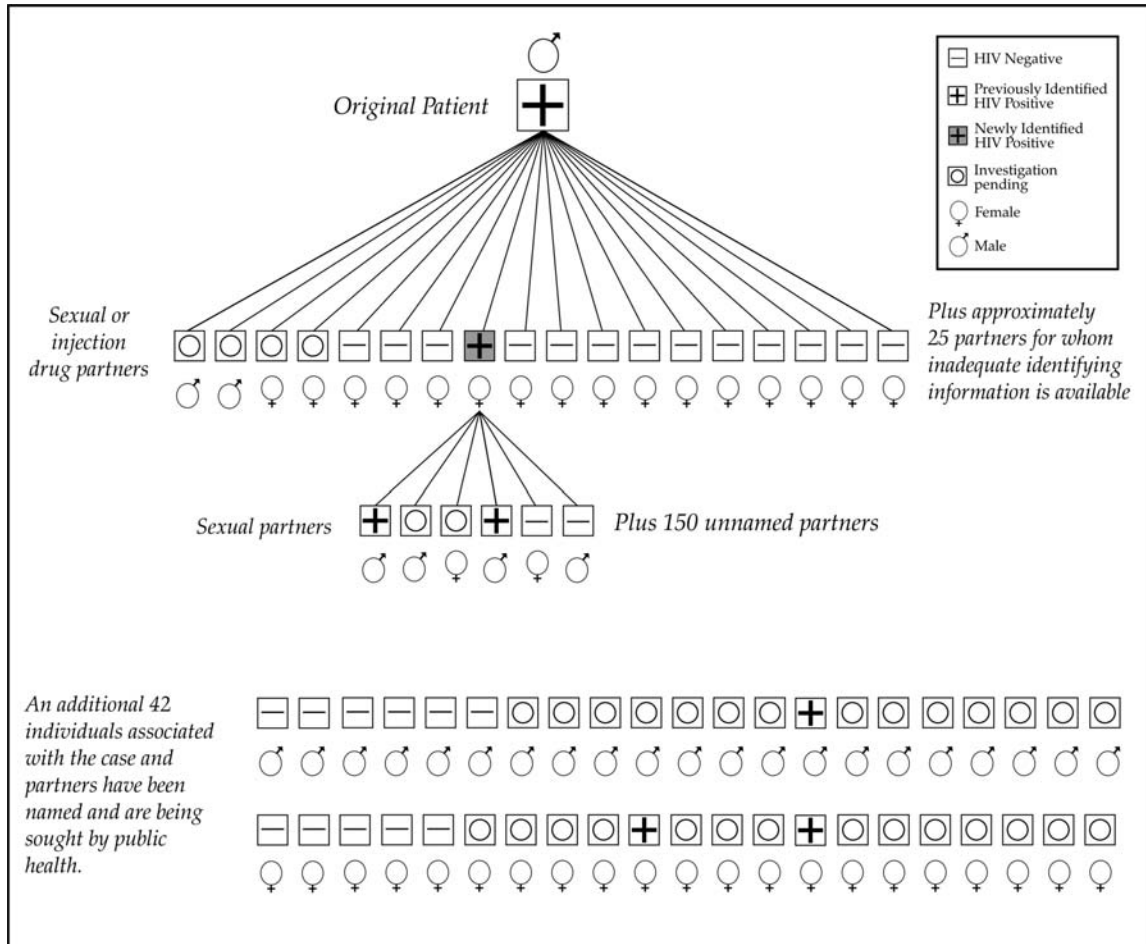 Original Patient
HIV Negative
Previously Identified
HIV Positive
Newly Identified
HIV Positive
Investigation
pending
Female
Male
Sexual or
injection
drug partners
Plus approximately
25 partners for whom
inadequate identifying
information is available
Sexual partners
Plus 150 unnamed partners
An additional 42
individuals associated
with the case and
partners have been
named and are being
sought by public
health.